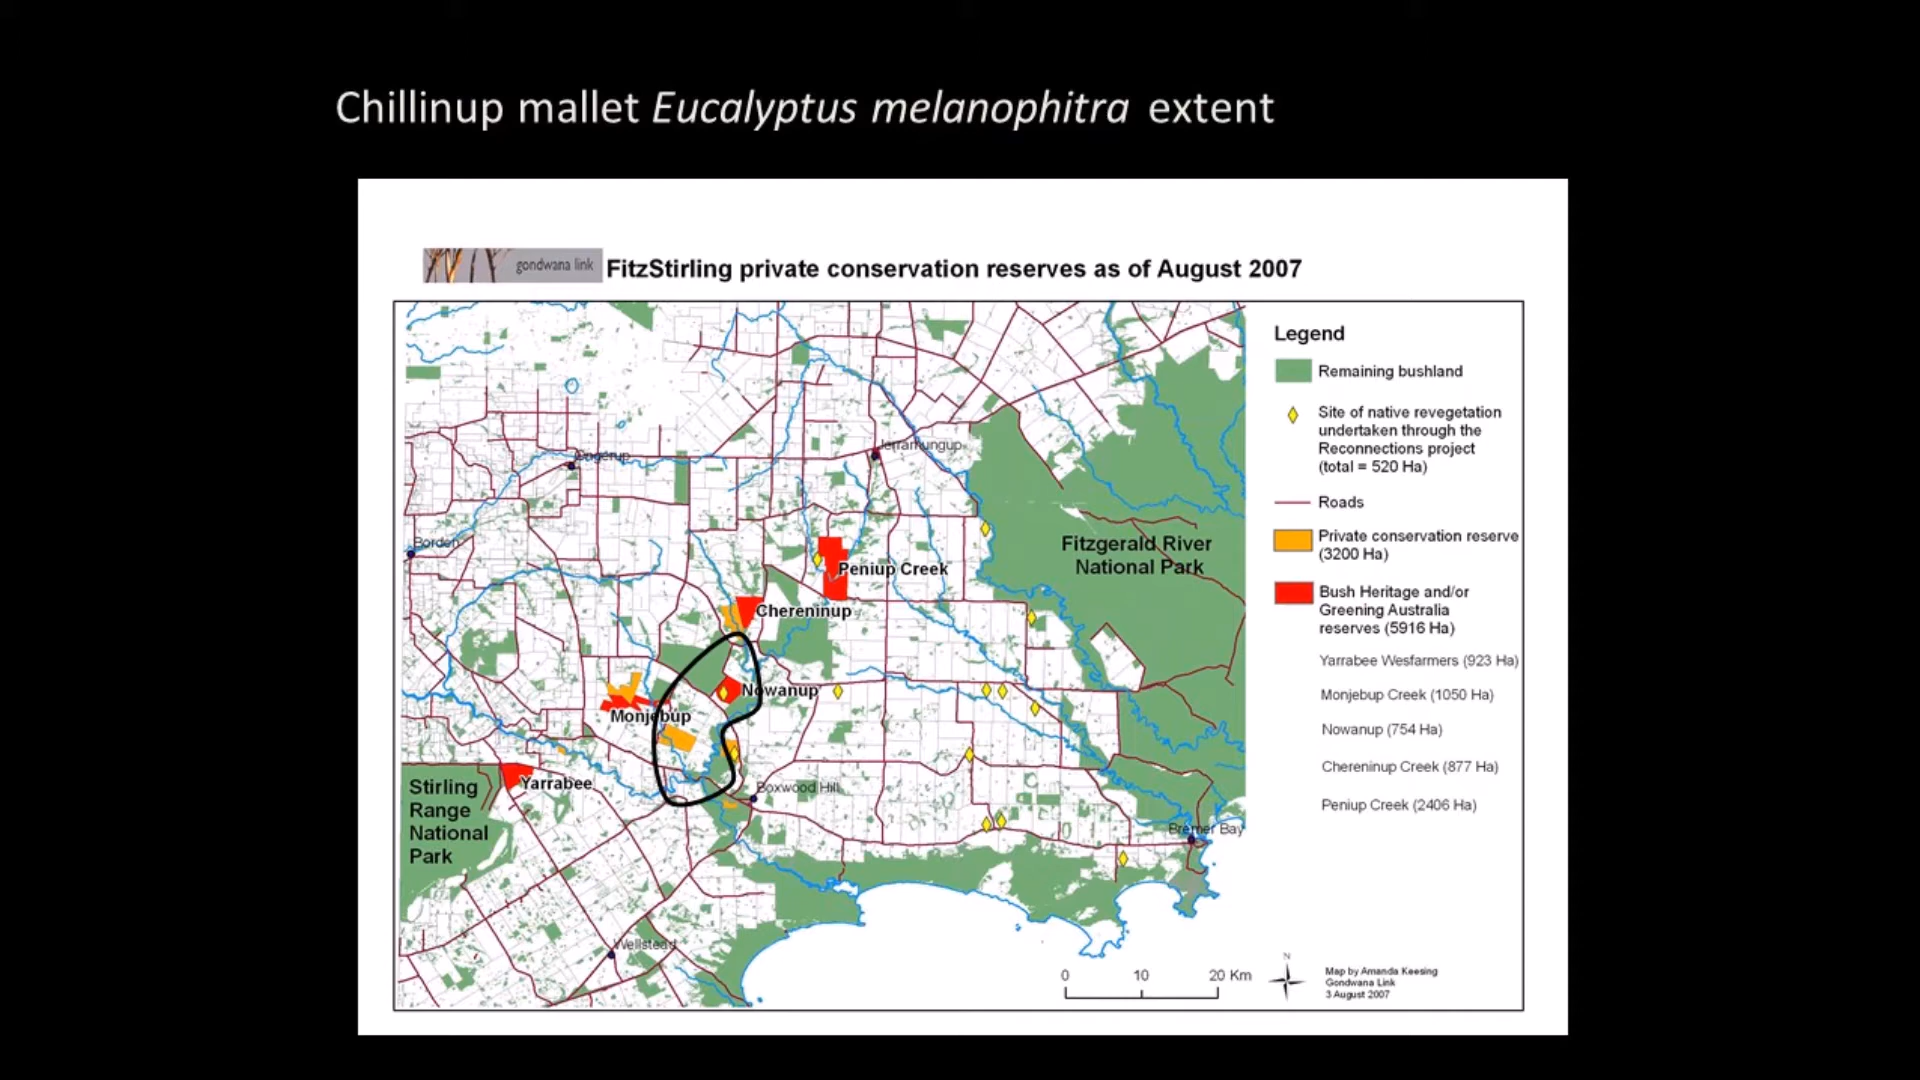 Chillinup mallet Eucalyptus melanophitra extent
gondwana link
FitzStirling private conservation reserves as of August 2007
Legend
Remaining bushland
Site of native revegetation
undertaken through the
Reconnections project
(total = 520 Ha)
Roads
Private conservation reserve
(3200 Ha)
Bush Heritage and/or
Greening Australia
reserves (5916 Ha)
Yarrabee Wesfarmers (923 Ha)
Monjebup Creek (1050 Ha)
Nowanup (754 Ha)
Chereninup Creek (877 Ha)
Peniup Creek (2406 Ha)
Jerramungup
Ongerup
Borden
Fitzgerald River
National Park
Peniup Creek
Chereninup
Nowanup
Monjebup
Yarrabee
Stirling
Range
National
Park
Boxwood Hill
Bremer Bay
Wellstead
0 10 20 Km
N
Map by Amanda Keesing
Gondwana Link
3 August 2007